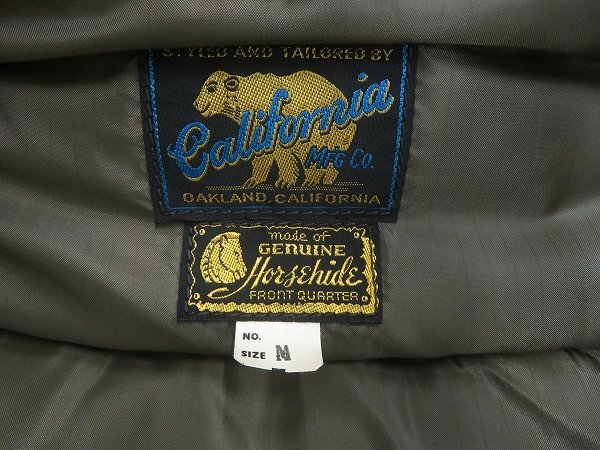 STYLED AND TAILORED BY
California
MFG Co.
OAKLAND, CALIFORNIA
made of
GENUINE
Horsehide
FRONT QUARTER
NO.
SIZE M